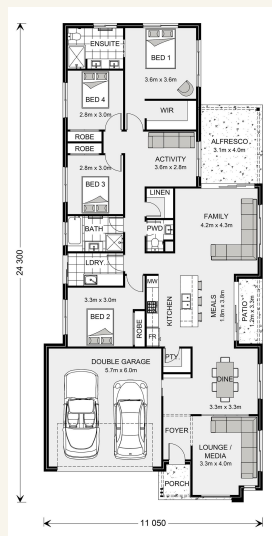 ENSUITE
BED 1
3.6m x 3.6m
BED 4
2.8m x 3.0m
WIR
ROBE
ROBE
ACTIVITY
3.6m x 2.8m
ALFRESCO
3.1m x 4.0m
2.8m x 3.0m
BED 3
LINEN
BATH
PWD
FAMILY
4.2m x 4.3m
LDRY
24 300
3.3m x 3.0m
MW
KITCHEN
MEALS
1.8m x 3.8m
PATIO
BED 2
ROBE
FR
DOUBLE GARAGE
5.7m x 6.0m
PTY
DINE
3.3m x 3.3m
FOYER
LOUNGE /
MEDIA
3.3m x 4.0m
PORCH
11 050